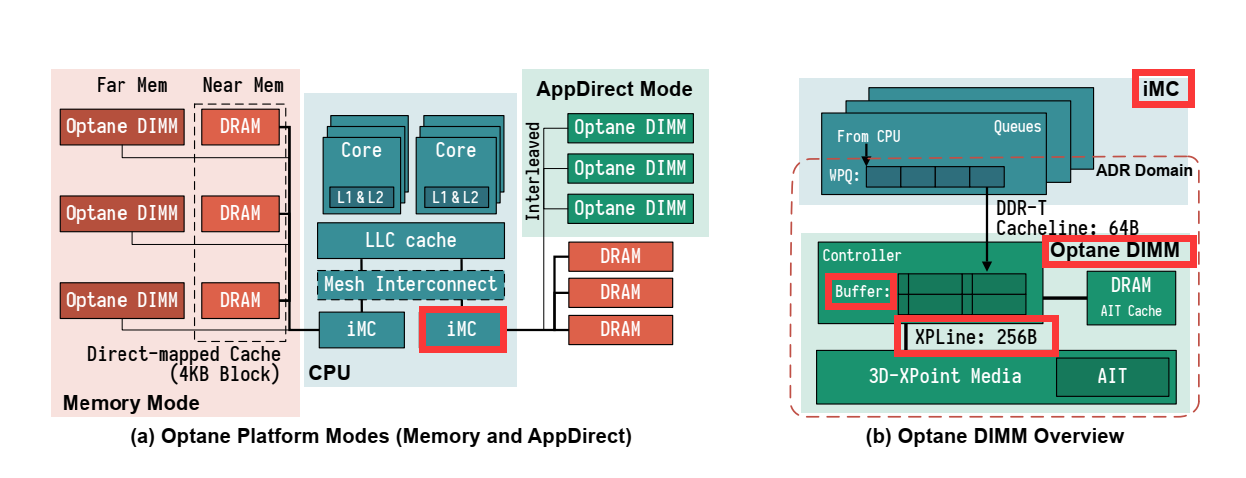 Far Mem
Near Mem
Optane DIMM
DRAM
Optane DIMM
DRAM
Optane DIMM
DRAM
Direct-mapped Cache
(4KB Block)
Memory Mode
Core
L1 & L2
Core
L1 & L2
LLC cache
Mesh Interconnect
iMC
iMC
CPU
AppDirect Mode
Interleaved
Optane DIMM
Optane DIMM
Optane DIMM
DRAM
DRAM
DRAM
(a) Optane Platform Modes (Memory and AppDirect)
iMC
Queues
From CPU
WPQ:
ADR Domain
DDR-T
Cacheline: 64B
Optane DIMM
Controller
Buffer:
DRAM
AIT Cache
XPLine: 256B
3D-XPoint Media
AIT
(b) Optane DIMM Overview